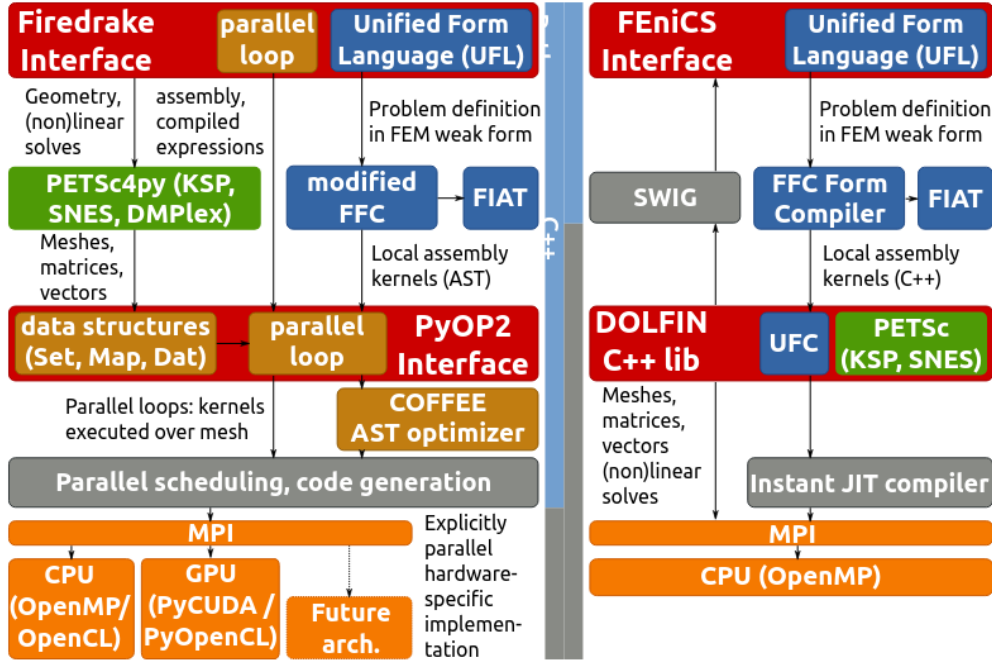 Firedrake
Interface
parallel
loop
Unified Form
Language (UFL)
Geometry,
(non)linear
solves
assembly,
compiled
expressions
Problem definition
in FEM weak form
PETSc4py (KSP,
SNES, DMPlex)
modified
FFC
FIAT
Meshes,
matrices,
vectors
Local assembly
kernels (AST)
data structures
(Set, Map, Dat)
parallel
loop
PyOP2
Interface
Parallel loops: kernels
executed over mesh
COFFEE
AST optimizer
Parallel scheduling, code generation
MPI
CPU
(OpenMP/
OpenCL)
GPU
(PyCUDA /
PyOpenCL)
Future
arch.
Explicitly
parallel
hardware-
specific
implemen-
tation
C++
FEniCS
Interface
Unified Form
Language (UFL)
Problem definition
in FEM weak form
SWIG
FFC Form
Compiler
FIAT
Local assembly
kernels (C++)
DOLFIN
C++ lib
UFC
PETSc
(KSP, SNES)
Meshes,
matrices,
vectors
(non)linear
solves
Instant JIT compiler
MPI
CPU (OpenMP)